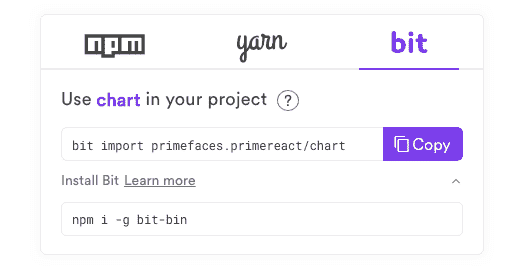 npm yarn bit
Use chart in your project ?
bit import primefaces.primereact/chart Copy
Install Bit Learn more
npm i -g bit-bin